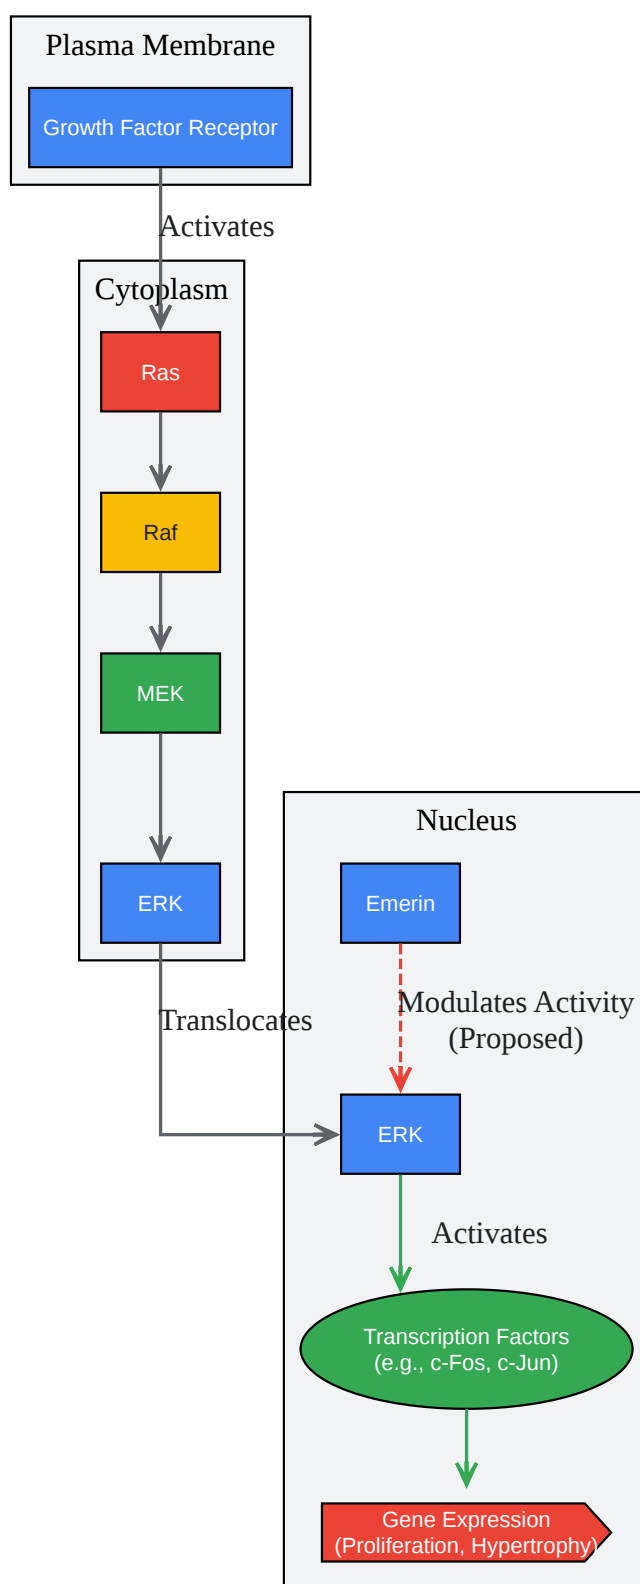 Plasma Membrane
Growth Factor Receptor
Activates
Cytoplasm
Ras
Raf
MEK
ERK
Translocates
Nucleus
Emerin
Modulates Activity
(Proposed)
ERK
Activates
Transcription Factors
(e.g., c-Fos, c-Jun)
Gene Expression
(Proliferation, Hypertrophy)